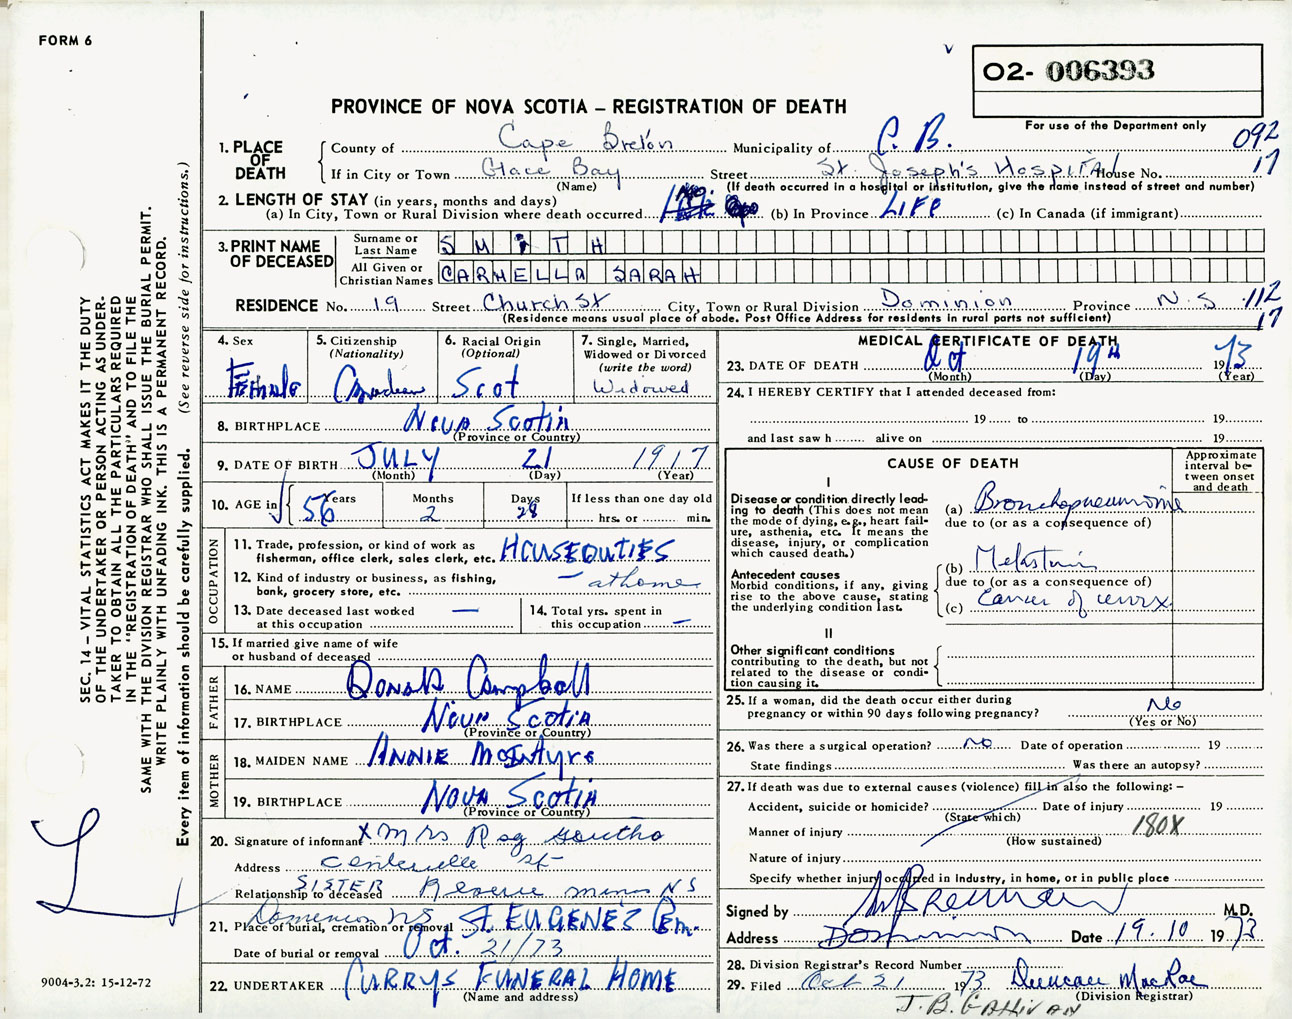 FORM 6
O2- 006393
For use of the Department only
PROVINCE OF NOVA SCOTIA – REGISTRATION OF DEATH
1. PLACE OF DEATH
County of Cape Breton Municipality of C. B. 092
If in City or Town Glace Bay Street St. Joseph's Hospital House No. 17
(Name) (If death occurred in a hospital or institution, give the name instead of street and number)
2. LENGTH OF STAY (in years, months and days)
(a) In City, Town or Rural Division where death occurred (b) In Province LIFE (c) In Canada (if immigrant)
3. PRINT NAME OF DECEASED
Surname or Last Name SMITH
All Given or Christian Names CARMELLA SARAH
RESIDENCE No. 19 Street Church St City, Town or Rural Division Dominion Province N.S 112
(Residence means usual place of abode. Post Office Address for residents in rural parts not sufficient) 17
4. Sex Female
5. Citizenship (Nationality) Canadian
6. Racial Origin (Optional) Scot
7. Single, Married, Widowed or Divorced (write the word) Widowed
8. BIRTHPLACE Nova Scotia
(Province or Country)
9. DATE OF BIRTH JULY 21 1917
(Month) (Day) (Year)
10. AGE in 56 Years 2 Months 28 Days If less than one day old
hrs. or min.
OCCUPATION
11. Trade, profession, or kind of work as fisherman, office clerk, sales clerk, etc. HOUSEDUTIES
12. Kind of industry or business, as fishing, bank, grocery store, etc. – at home
13. Date deceased last worked at this occupation —
14. Total yrs. spent in this occupation –
15. If married give name of wife or husband of deceased
FATHER
16. NAME Donald Campbell
17. BIRTHPLACE Nova Scotia
(Province or Country)
MOTHER
18. MAIDEN NAME ANNIE McIntyre
19. BIRTHPLACE Nova Scotia
(Province or Country)
20. Signature of informant X Mrs Roy
Address Centerville St
Relationship to deceased SISTER Reserve Mines NS
21. Place of burial, cremation or removal Dominion NS St EUGENE'S Cem.
Date of burial or removal Oct. 21/73
22. UNDERTAKER CURRYS FUNERAL HOME
(Name and address)
MEDICAL CERTIFICATE OF DEATH
23. DATE OF DEATH Oct 19th 1973
(Month) (Day) (Year)
24. I HEREBY CERTIFY that I attended deceased from:
19 to 19
and last saw h alive on 19
CAUSE OF DEATH
Approximate interval between onset and death
I
Disease or condition directly leading to death (This does not mean the mode of dying, e.g., heart failure, asthenia, etc. It means the disease, injury, or complication which caused death.)
(a) Bronchopneumonia
due to (or as a consequence of)
Antecedent causes
Morbid conditions, if any, giving rise to the above cause, stating the underlying condition last.
(b)
due to (or as a consequence of)
(c) Cancer of cervix
II
Other significant conditions
contributing to the death, but not related to the disease or condition causing it.
25. If a woman, did the death occur either during pregnancy or within 90 days following pregnancy? No
(Yes or No)
26. Was there a surgical operation? no Date of operation 19
State findings Was there an autopsy?
27. If death was due to external causes (violence) fill in also the following: –
Accident, suicide or homicide? Date of injury 19
(State which)
Manner of injury 180X
(How sustained)
Nature of injury
Specify whether injury occurred in industry, in home, or in public place
Signed by M.D.
Address Dominion Date 19.10 1973
28. Division Registrar's Record Number
29. Filed Oct 21 1973 Duncan MacRae
(Division Registrar)
J.B. Gallivan
SEC. 14 – VITAL STATISTICS ACT MAKES IT THE DUTY
OF THE UNDERTAKER OR PERSON ACTING AS UNDER-
TAKER TO OBTAIN ALL THE PARTICULARS REQUIRED
IN THE "REGISTRATION OF DEATH" AND TO FILE THE
SAME WITH THE DIVISION REGISTRAR WHO SHALL ISSUE THE BURIAL PERMIT.
WRITE PLAINLY WITH UNFADING INK. THIS IS A PERMANENT RECORD.
Every item of information should be carefully supplied. (See reverse side for instructions.)
9004-3.2: 15-12-72